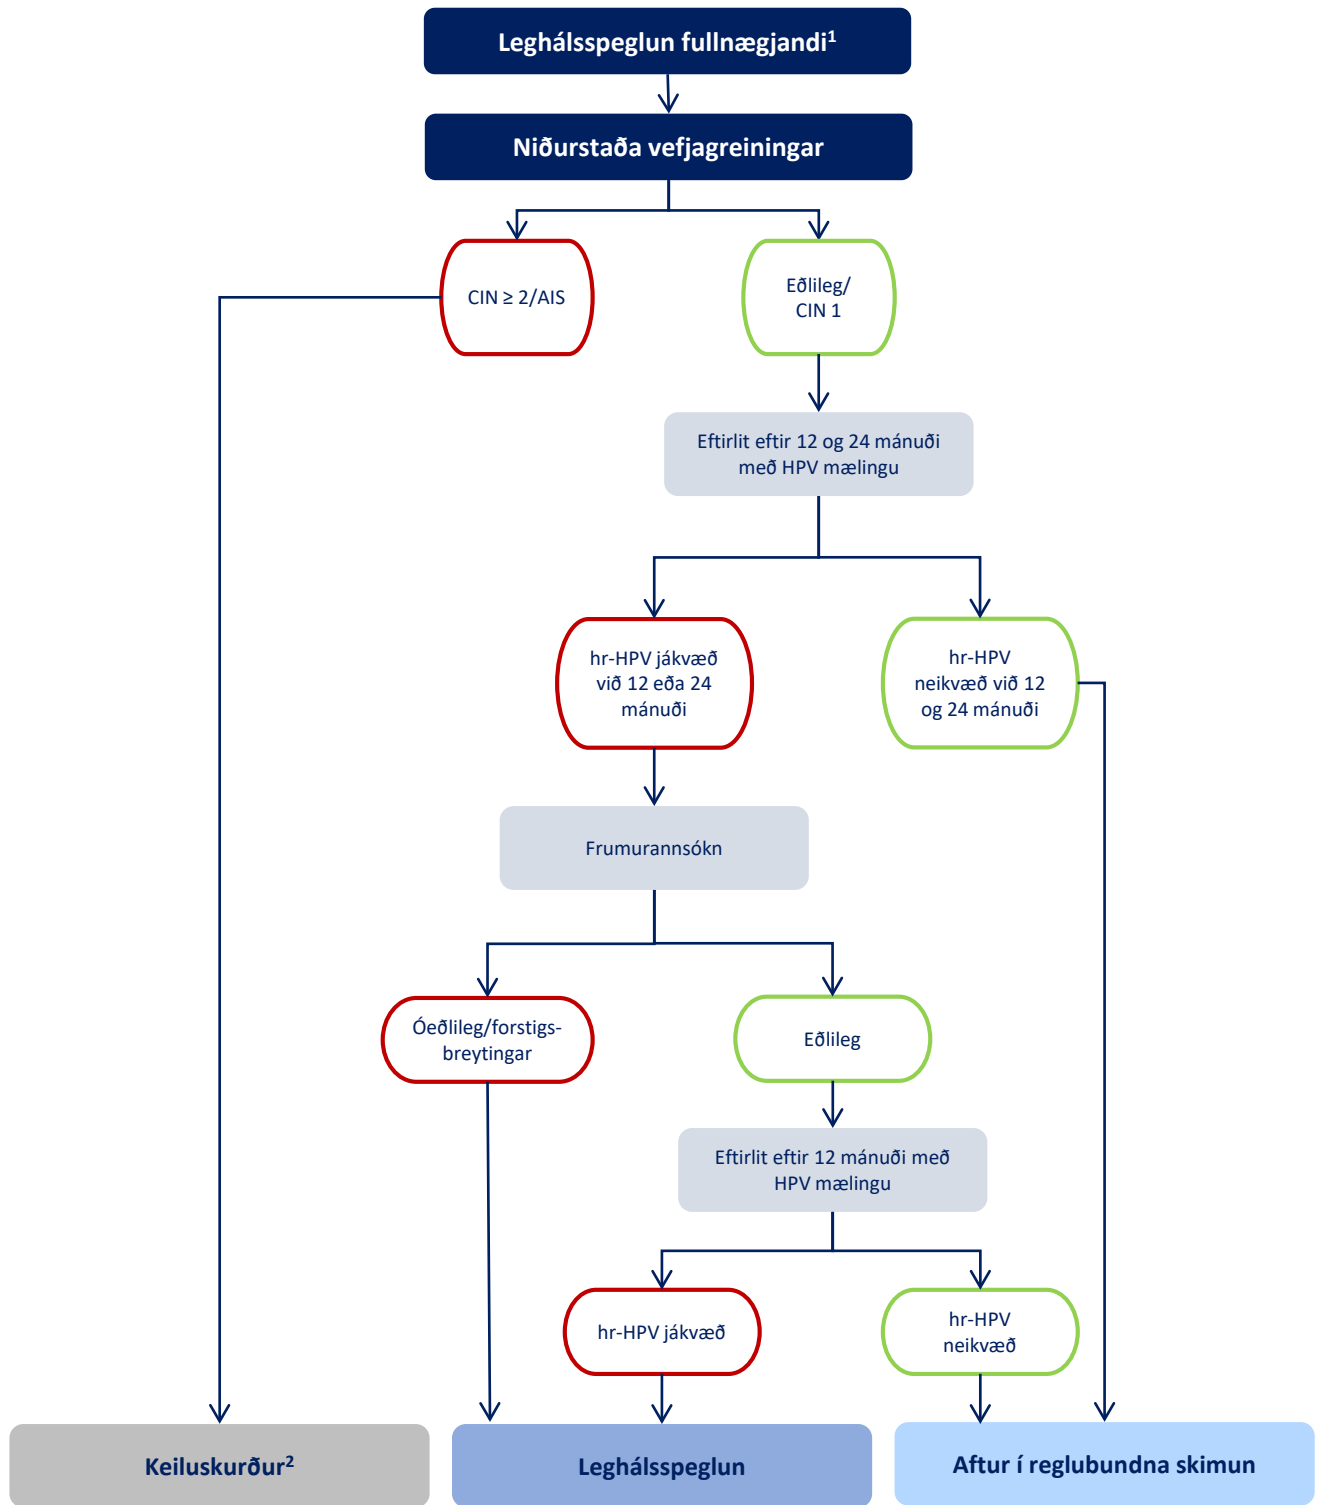 Leghálsspeglun fullnægjandi¹
Niðurstaða vefjagreiningar
CIN ≥ 2/AIS
Eðlileg/
CIN 1
Eftirlit eftir 12 og 24 mánuði
með HPV mælingu
hr-HPV jákvæð
við 12 eða 24
mánuði
hr-HPV
neikvæð við 12
og 24 mánuði
Frumurannsókn
Óeðlileg/forstigs-
breytingar
Eðlileg
Eftirlit eftir 12 mánuði með
HPV mælingu
hr-HPV jákvæð
hr-HPV
neikvæð
Keiluskurður²
Leghálsspeglun
Aftur í reglubundna skimun